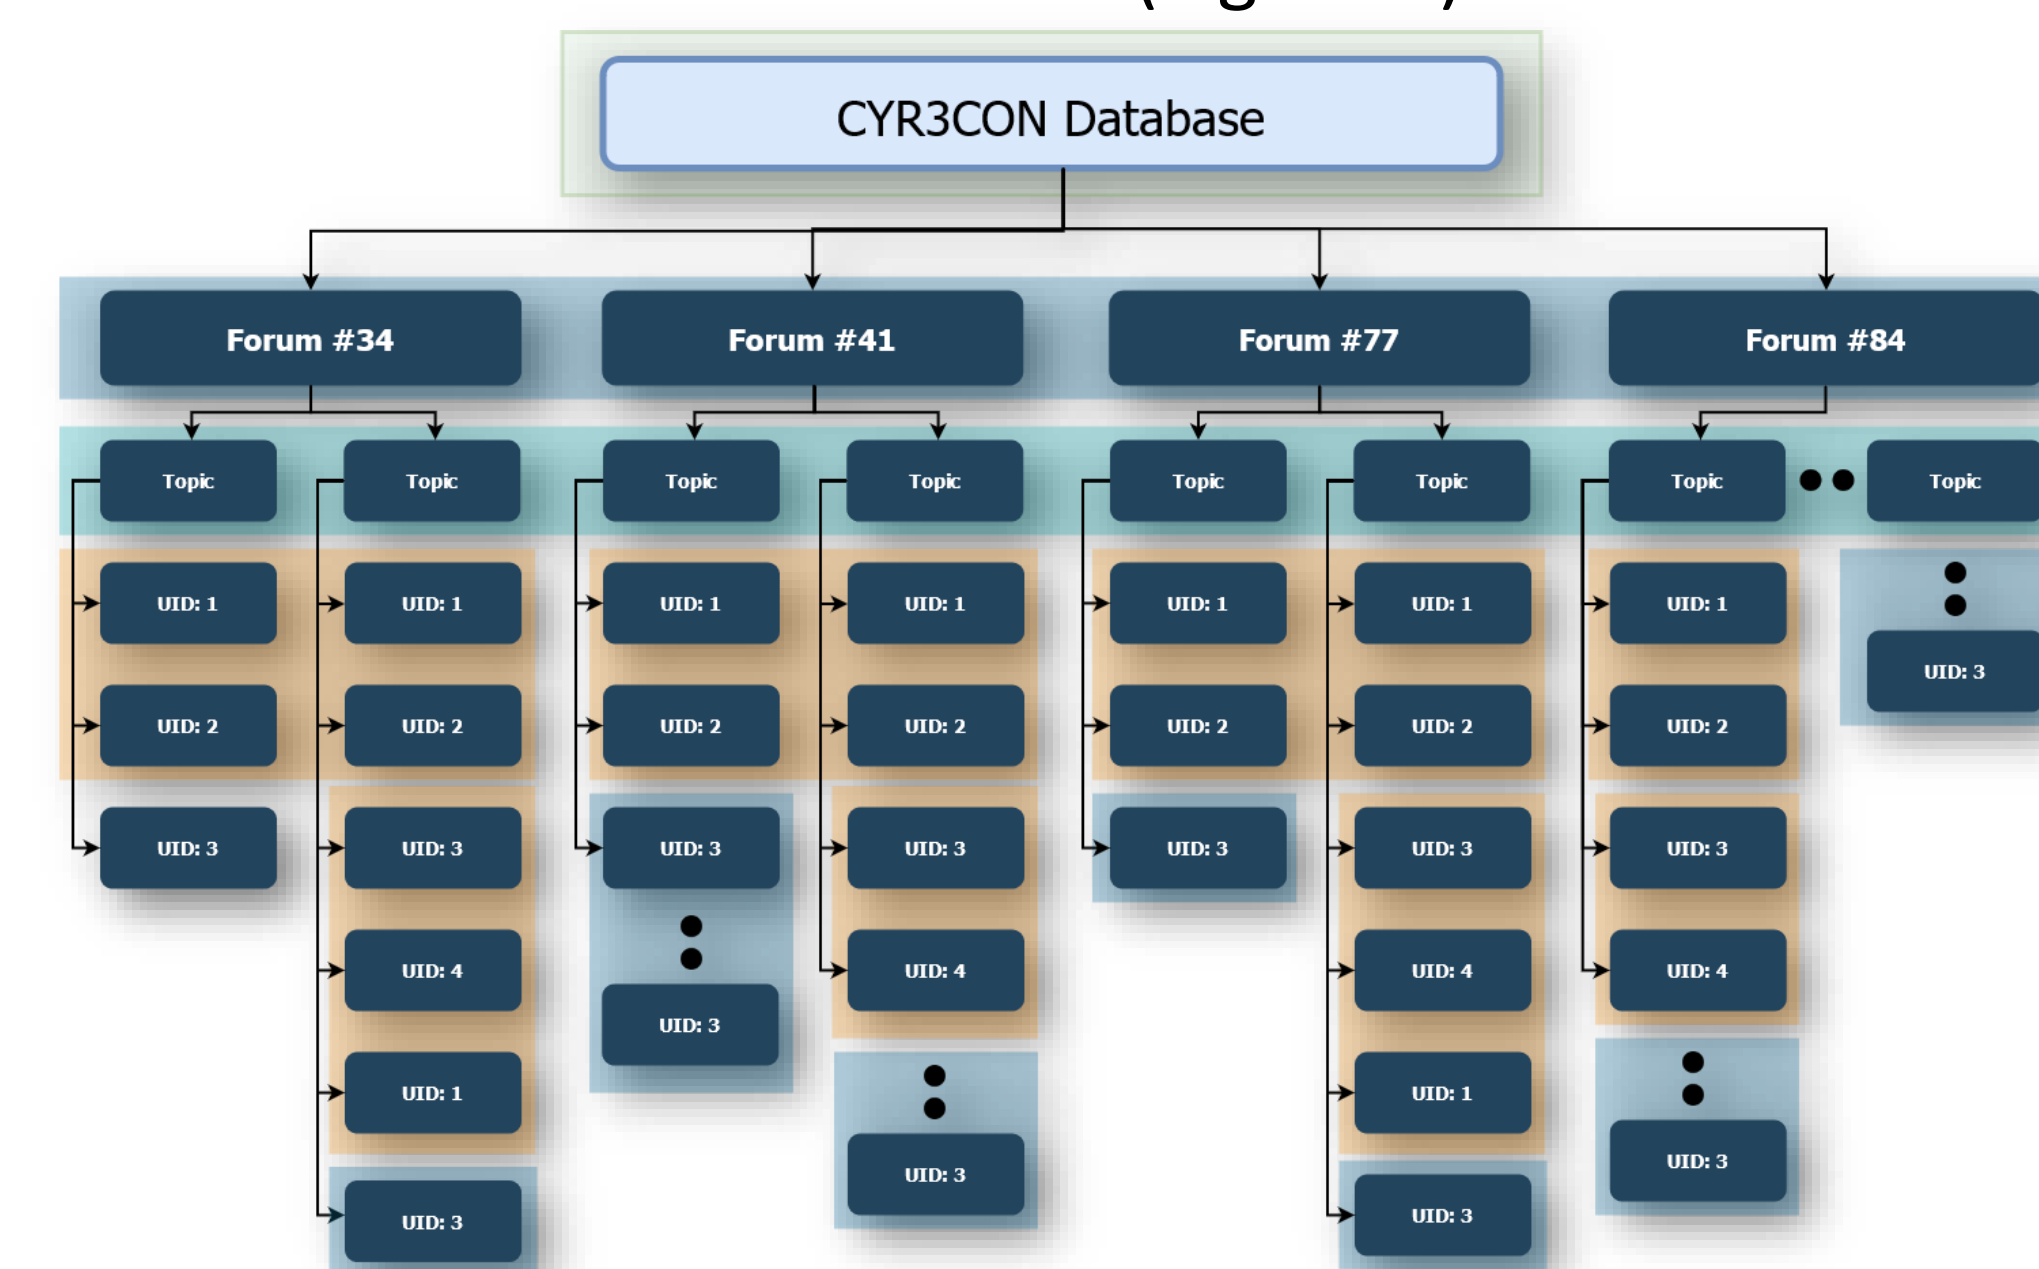 CYR3CON Database
Forum #34 Forum #41 Forum #77 Forum #84
Topic Topic Topic Topic Topic Topic Topic Topic
UID: 1 UID: 1 UID: 1 UID: 1 UID: 1 UID: 1 UID: 1
UID: 3
UID: 2 UID: 2 UID: 2 UID: 2 UID: 2 UID: 2 UID: 2
UID: 3 UID: 3 UID: 3 UID: 3 UID: 3 UID: 3 UID: 3
UID: 4 UID: 4 UID: 4 UID: 4
UID: 3
UID: 1 UID: 1
UID: 3 UID: 3
UID: 3 UID: 3